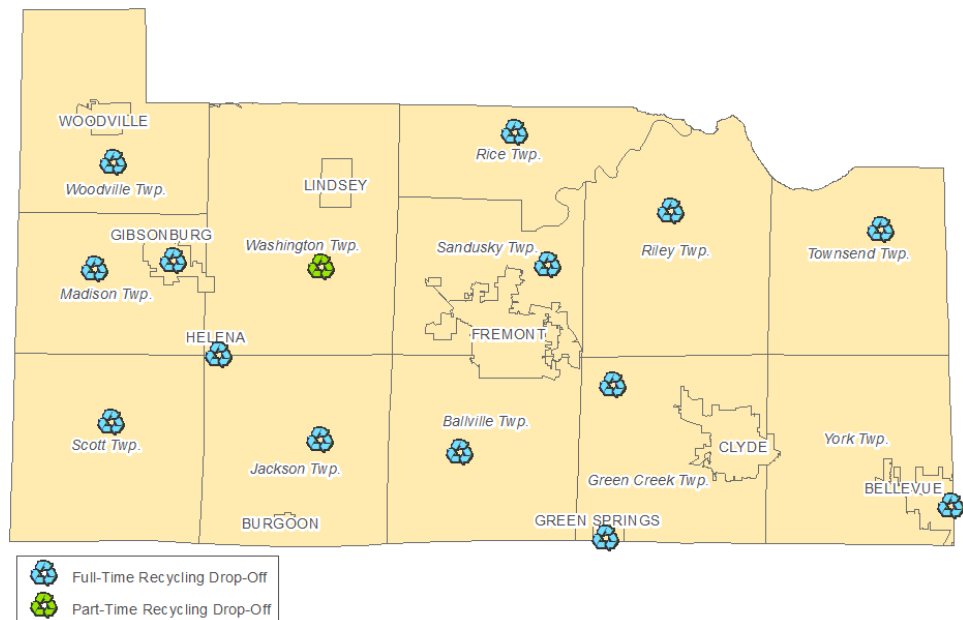 WOODVILLE
Rice Twp.
Woodville Twp.
LINDSEY
GIBSONBURG
Washington Twp.
Sandusky Twp.
Riley Twp.
Townsend Twp.
Madison Twp.
HELENA
FREMONT
Scott Twp.
Jackson Twp.
Ballville Twp.
CLYDE
York Twp.
Green Creek Twp.
BELLEVUE
BURGOON
GREEN SPRINGS
Full-Time Recycling Drop-Off
Part-Time Recycling Drop-Off